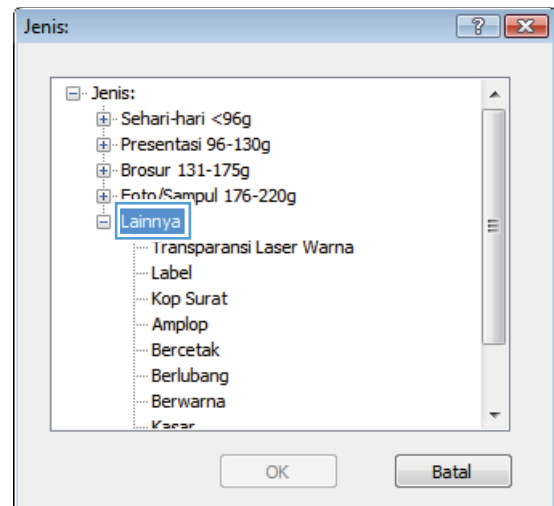 Jenis:
Jenis:
Sehari-hari <96g
Presentasi 96-130g
Brosur 131-175g
Foto/Sampul 176-220g
Lainnya
Transparansi Laser Warna
Label
Kop Surat
Amplop
Bercetak
Berlubang
Berwarna
Kasar
OK
Batal